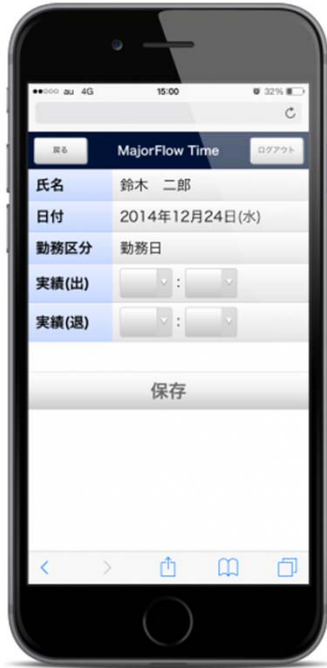 au 4G 15:00 32%
戻る MajorFlow Time ログアウト
氏名 鈴木 二郎
日付 2014年12月24日(水)
勤務区分 勤務日
実績(出) :
実績(退) :
保存